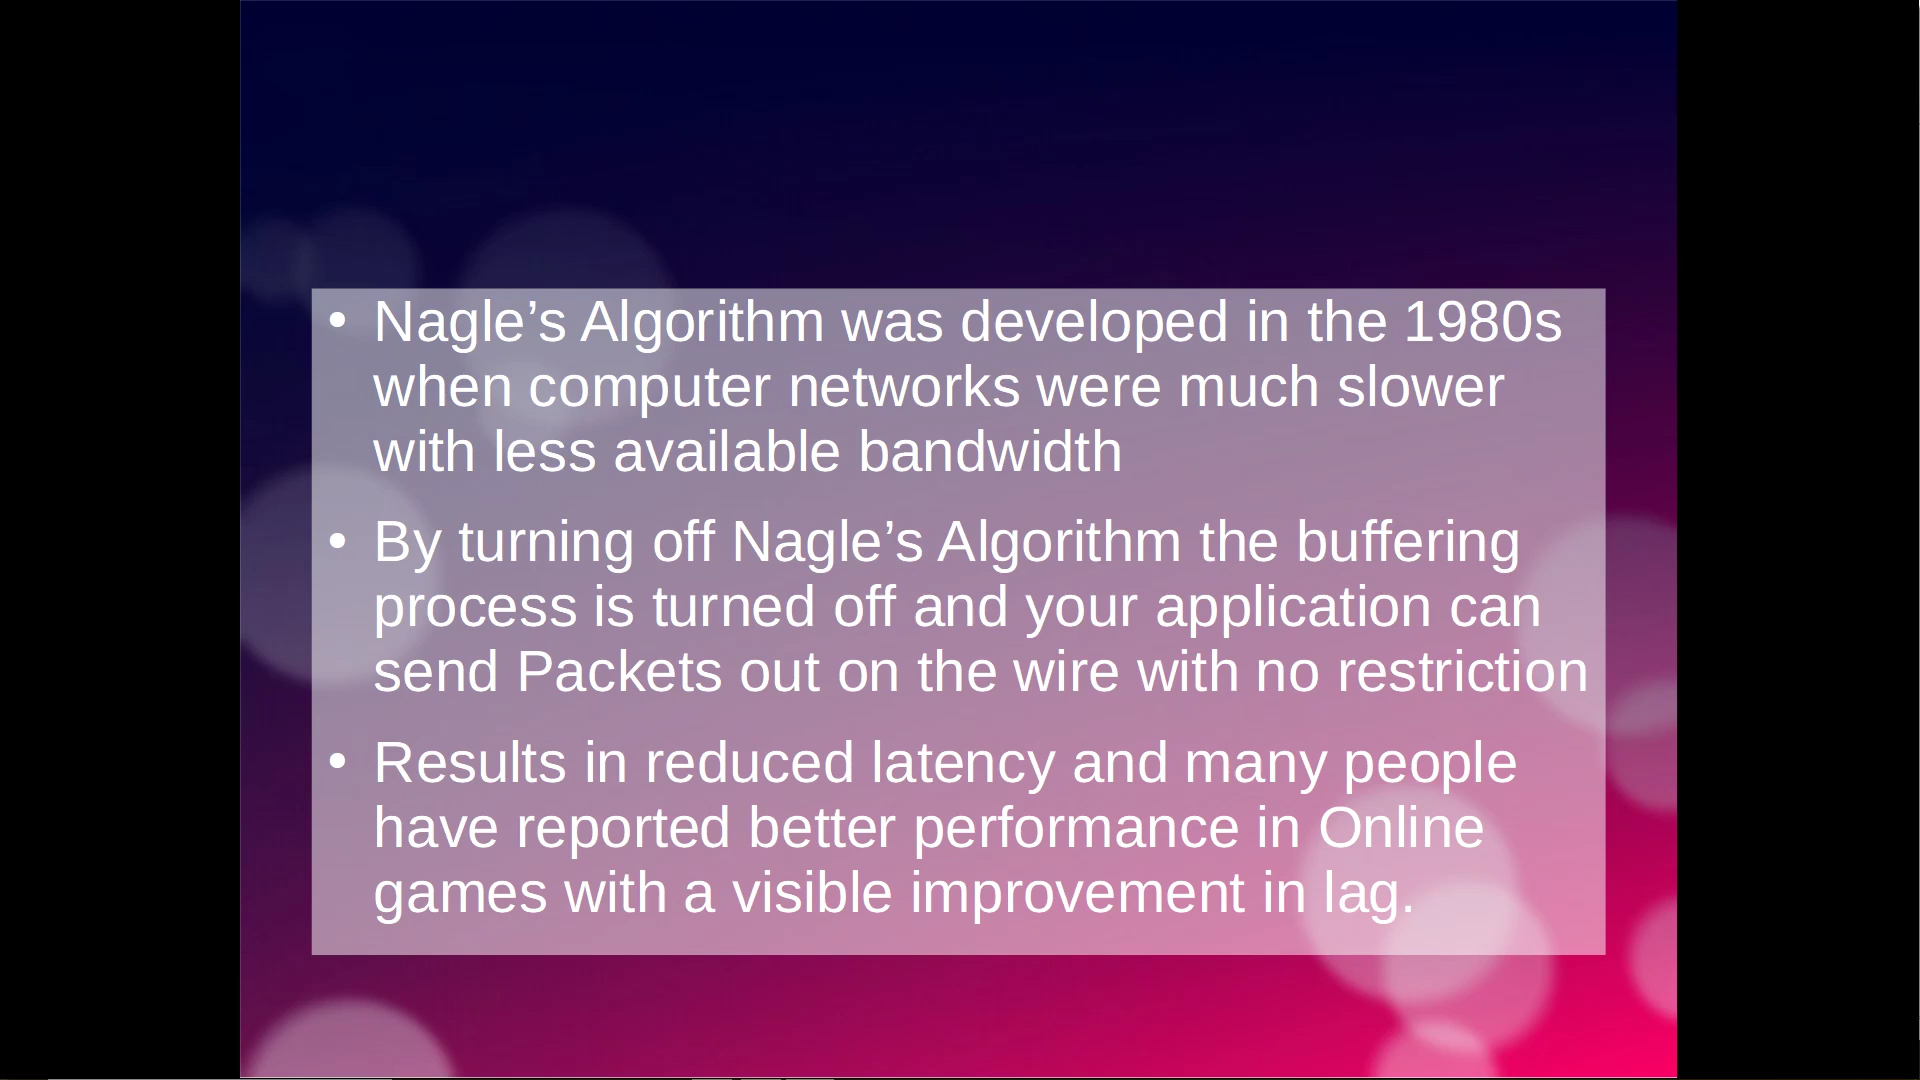 • Nagle’s Algorithm was developed in the 1980s
when computer networks were much slower
with less available bandwidth
• By turning off Nagle’s Algorithm the buffering
process is turned off and your application can
send Packets out on the wire with no restriction
• Results in reduced latency and many people
have reported better performance in Online
games with a visible improvement in lag.